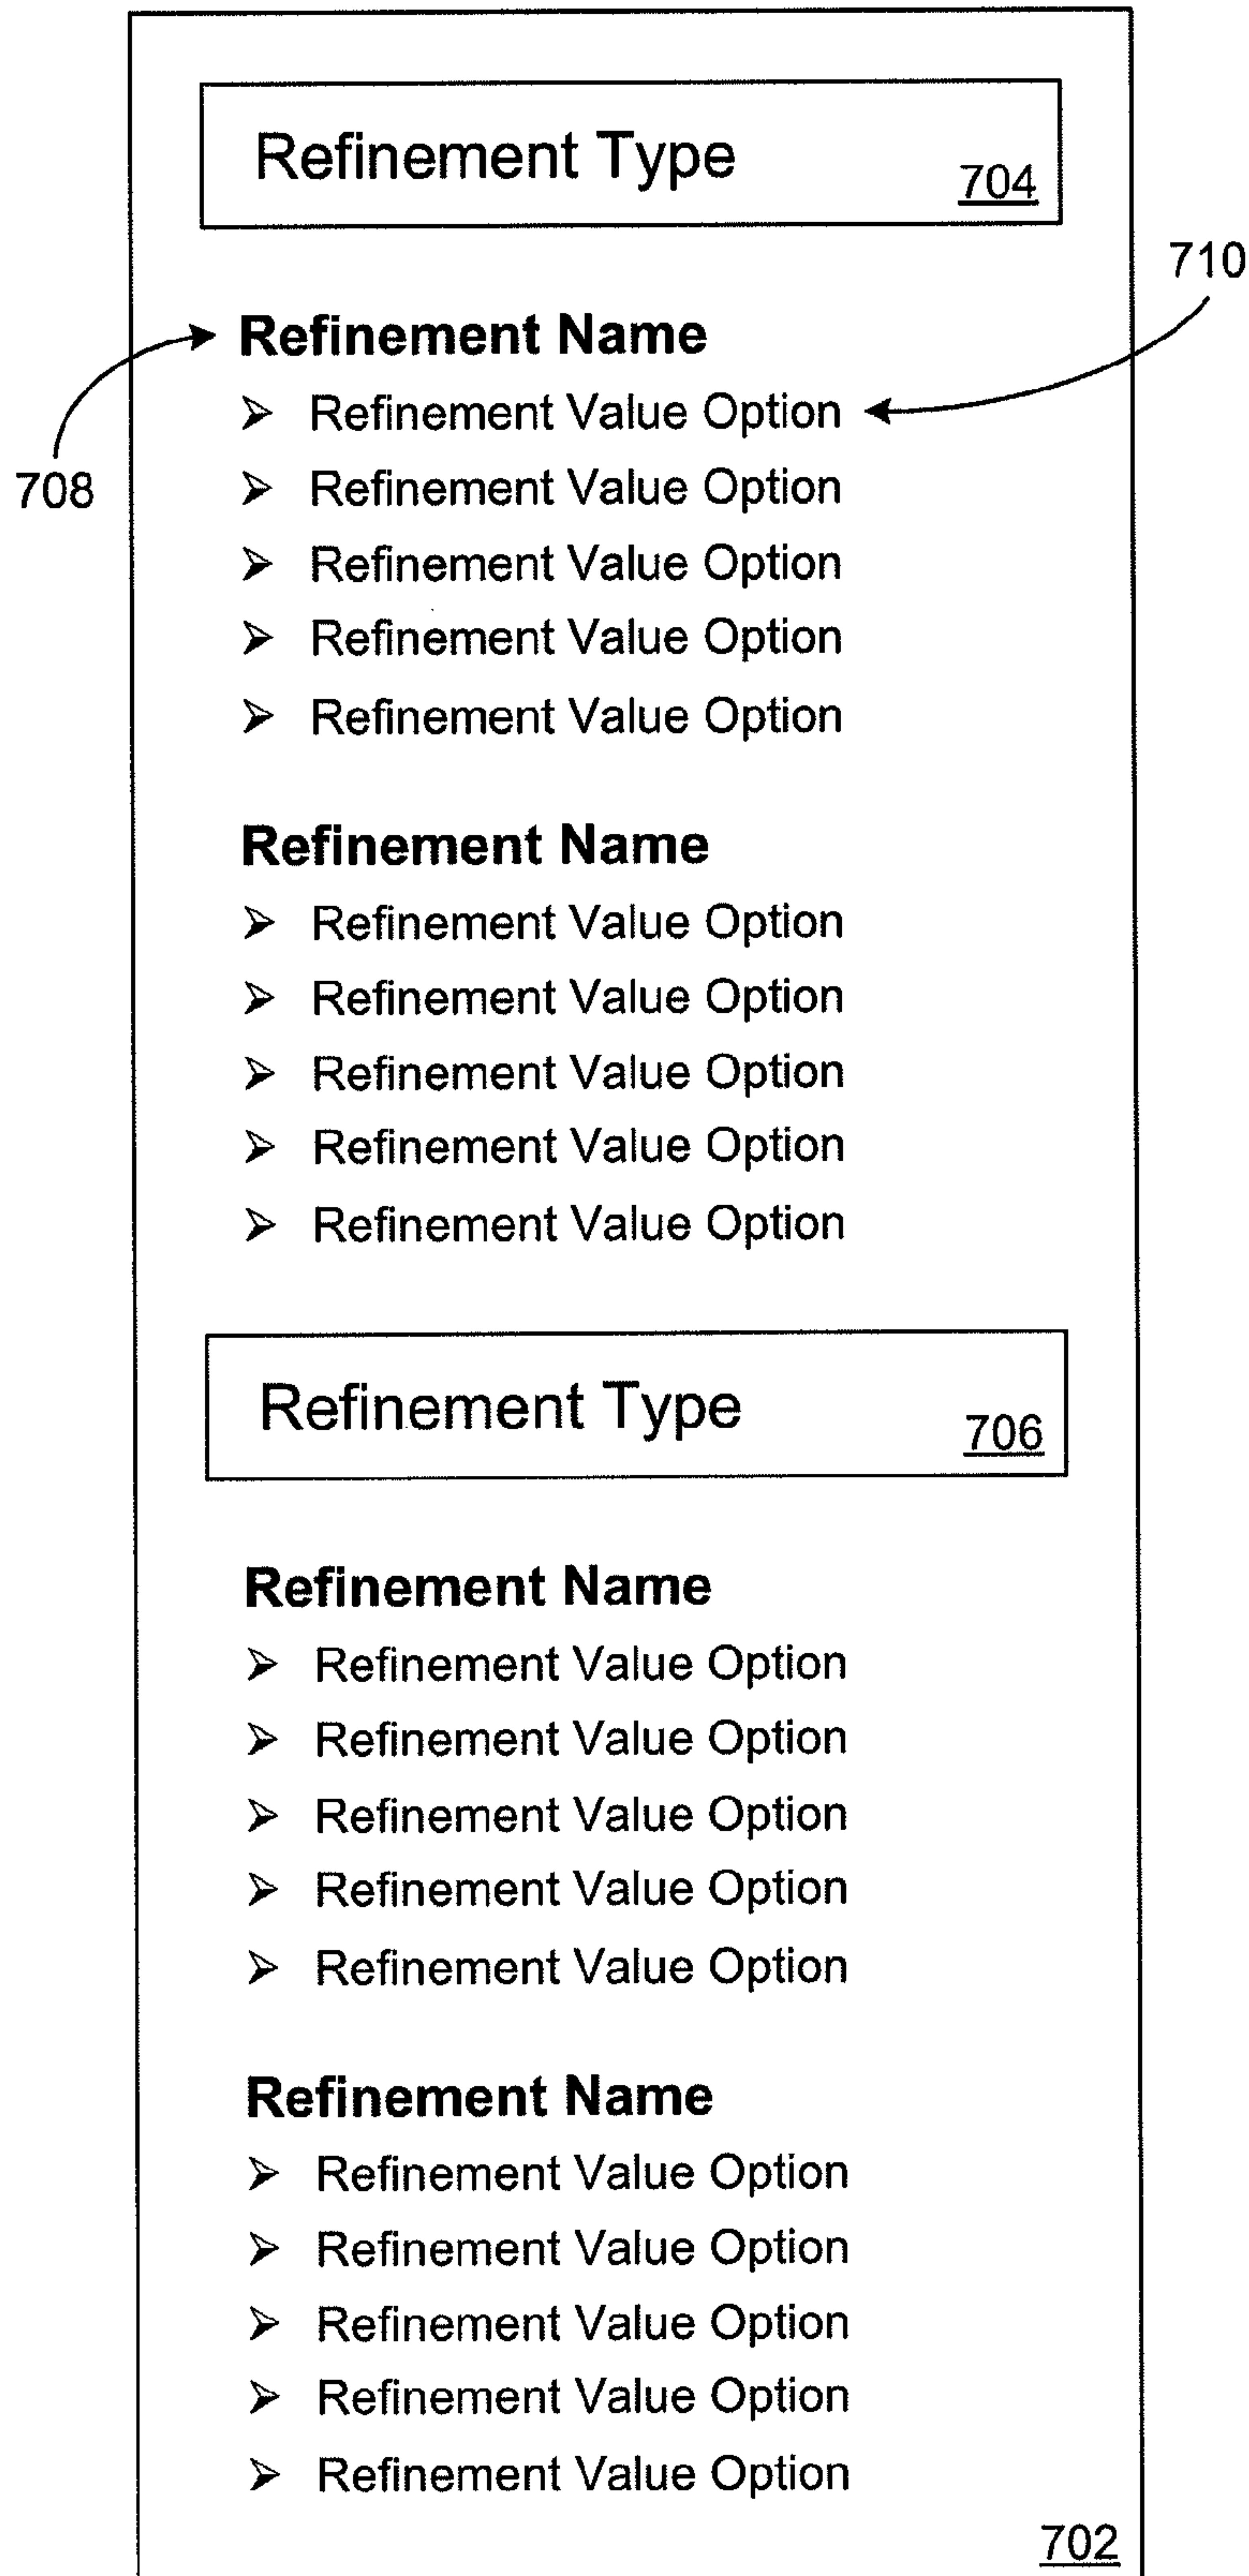 Refinement Type 704
710
Refinement Name
➢ Refinement Value Option
708
➢ Refinement Value Option
➢ Refinement Value Option
➢ Refinement Value Option
➢ Refinement Value Option
Refinement Name
➢ Refinement Value Option
➢ Refinement Value Option
➢ Refinement Value Option
➢ Refinement Value Option
➢ Refinement Value Option
Refinement Type 706
Refinement Name
➢ Refinement Value Option
➢ Refinement Value Option
➢ Refinement Value Option
➢ Refinement Value Option
➢ Refinement Value Option
Refinement Name
➢ Refinement Value Option
➢ Refinement Value Option
➢ Refinement Value Option
➢ Refinement Value Option
➢ Refinement Value Option
702